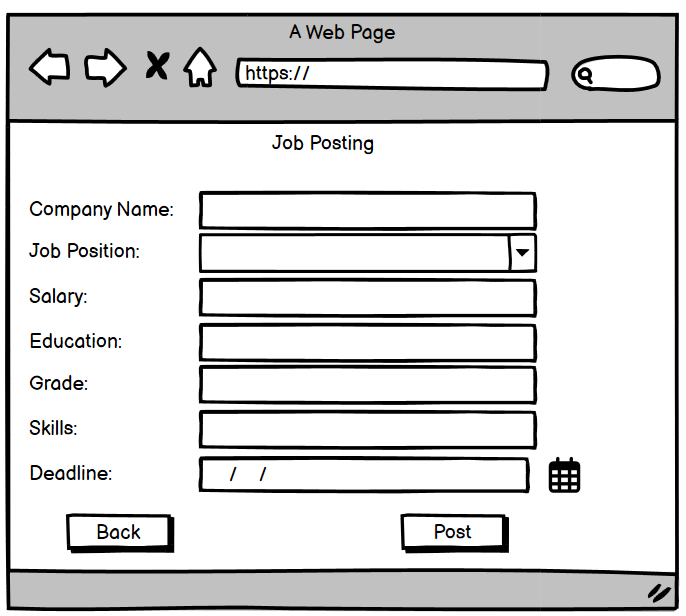 A Web Page
https://
Job Posting
Company Name:
Job Position:
Salary:
Education:
Grade:
Skills:
Deadline: / /
Back Post